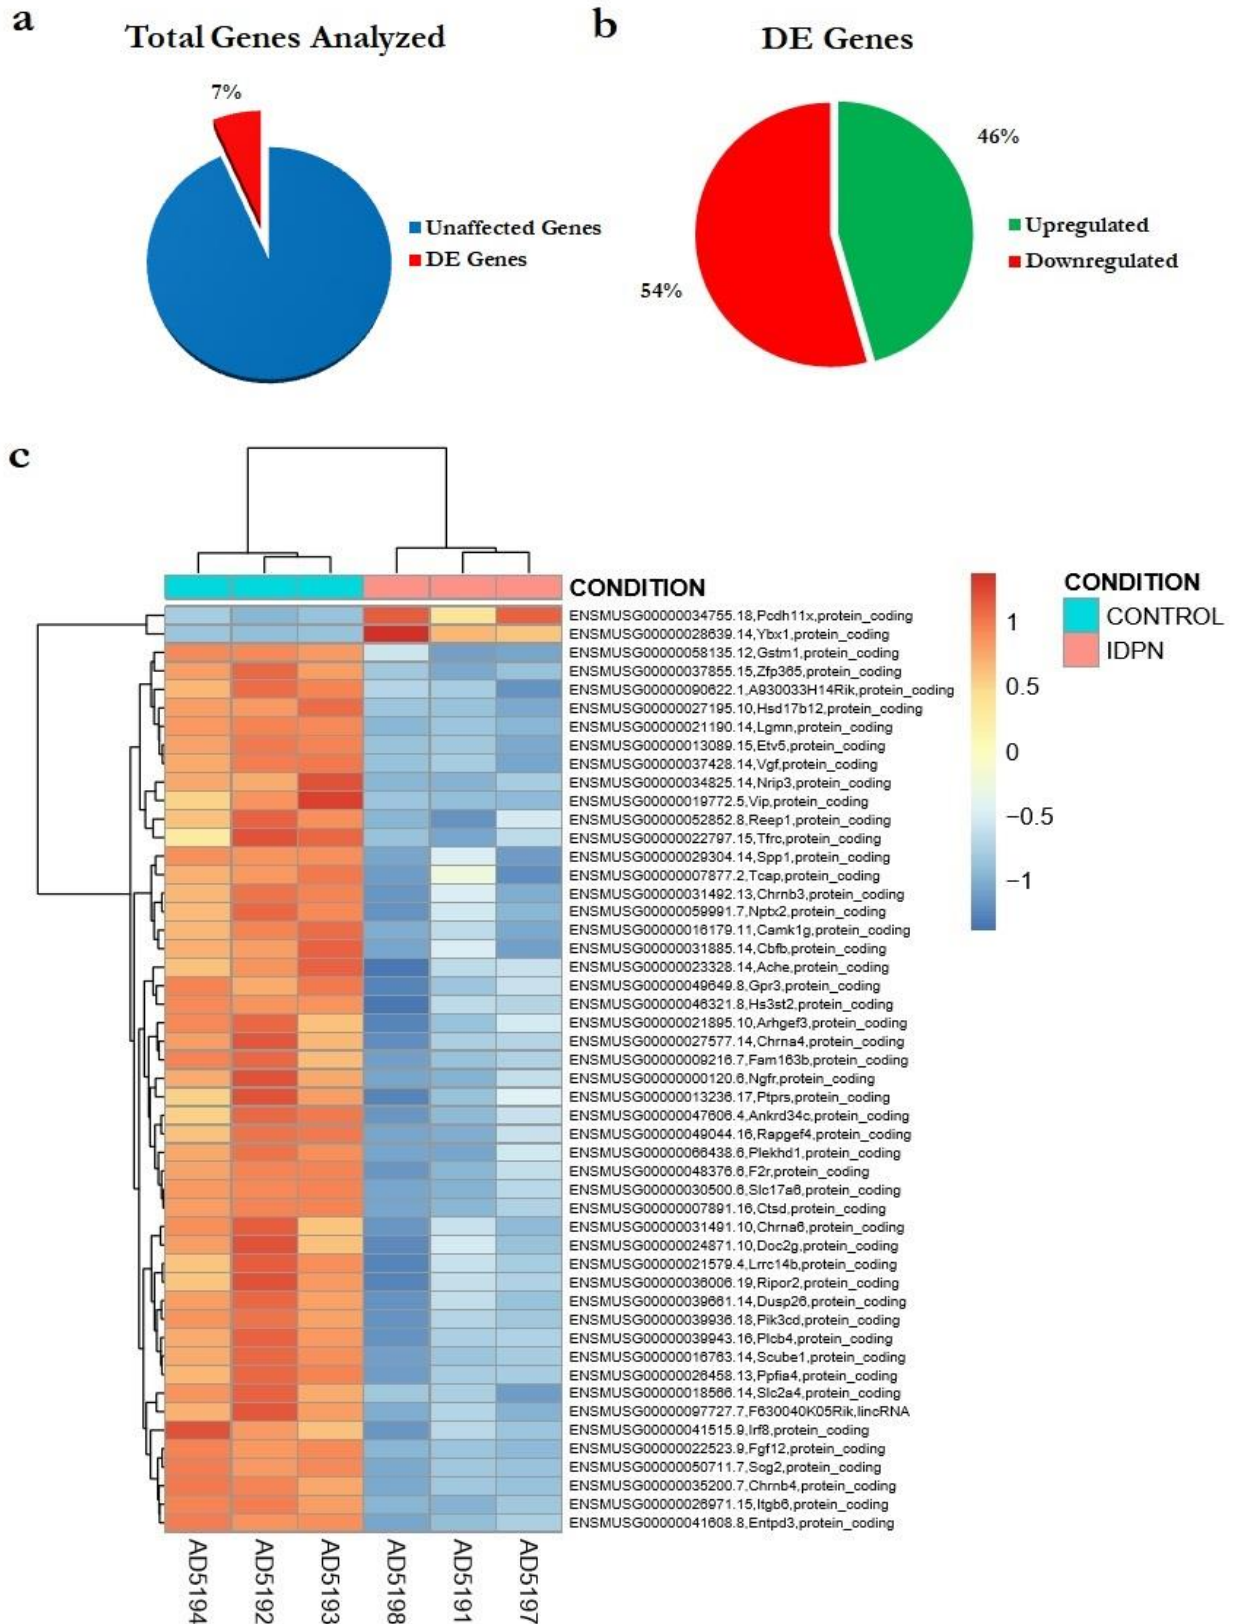 a
Total Genes Analyzed
7%
Unaffected Genes
DE Genes
b
DE Genes
46%
54%
Upregulated
Downregulated
c
CONDITION
ENSMUSG00000034755.18,Pcdh11x,protein_coding
ENSMUSG00000028639.14,Ybx1,protein_coding
ENSMUSG00000058135.12,Gstm1,protein_coding
ENSMUSG00000037855.15,Zfp365,protein_coding
ENSMUSG00000090622.1,A930033H14Rik,protein_coding
ENSMUSG00000027195.10,Hsd17b12,protein_coding
ENSMUSG00000021190.14,Lgmn,protein_coding
ENSMUSG00000013089.15,Etv5,protein_coding
ENSMUSG00000037428.14,Vgf,protein_coding
ENSMUSG00000034825.14,Nrip3,protein_coding
ENSMUSG00000019772.5,Vip,protein_coding
ENSMUSG00000052852.8,Reep1,protein_coding
ENSMUSG00000022797.15,Tfrc,protein_coding
ENSMUSG00000029304.14,Spp1,protein_coding
ENSMUSG00000007877.2,Tcap,protein_coding
ENSMUSG00000031492.13,Chrnb3,protein_coding
ENSMUSG00000059991.7,Nptx2,protein_coding
ENSMUSG00000016179.11,Camk1g,protein_coding
ENSMUSG00000031885.14,Cbfb,protein_coding
ENSMUSG00000023328.14,Ache,protein_coding
ENSMUSG00000049649.8,Gpr3,protein_coding
ENSMUSG00000046321.8,Hs3st2,protein_coding
ENSMUSG00000021895.10,Arhgef3,protein_coding
ENSMUSG00000027577.14,Chrna4,protein_coding
ENSMUSG00000009216.7,Fam163b,protein_coding
ENSMUSG00000000120.6,Ngfr,protein_coding
ENSMUSG00000013236.17,Ptprs,protein_coding
ENSMUSG00000047606.4,Ankrd34c,protein_coding
ENSMUSG00000049044.16,Rapgef4,protein_coding
ENSMUSG00000066438.6,Plekhd1,protein_coding
ENSMUSG00000048376.6,F2r,protein_coding
ENSMUSG00000030500.6,Slc17a6,protein_coding
ENSMUSG00000007891.16,Ctsd,protein_coding
ENSMUSG00000031491.10,Chrna6,protein_coding
ENSMUSG00000024871.10,Doc2g,protein_coding
ENSMUSG00000021579.4,Lrrc14b,protein_coding
ENSMUSG00000036006.19,Ripor2,protein_coding
ENSMUSG00000039661.14,Dusp26,protein_coding
ENSMUSG00000039936.18,Pik3cd,protein_coding
ENSMUSG00000039943.16,Plcb4,protein_coding
ENSMUSG00000016763.14,Scube1,protein_coding
ENSMUSG00000026458.13,Ppfia4,protein_coding
ENSMUSG00000018566.14,Slc2a4,protein_coding
ENSMUSG00000097727.7,F630040K05Rik,lincRNA
ENSMUSG00000041515.9,Irf8,protein_coding
ENSMUSG00000022523.9,Fgf12,protein_coding
ENSMUSG00000050711.7,Scg2,protein_coding
ENSMUSG00000035200.7,Chrnb4,protein_coding
ENSMUSG00000026971.15,Itgb6,protein_coding
ENSMUSG00000041608.8,Entpd3,protein_coding
1
0.5
0
−0.5
−1
CONDITION
CONTROL
IDPN
AD5194
AD5192
AD5193
AD5198
AD5191
AD5197